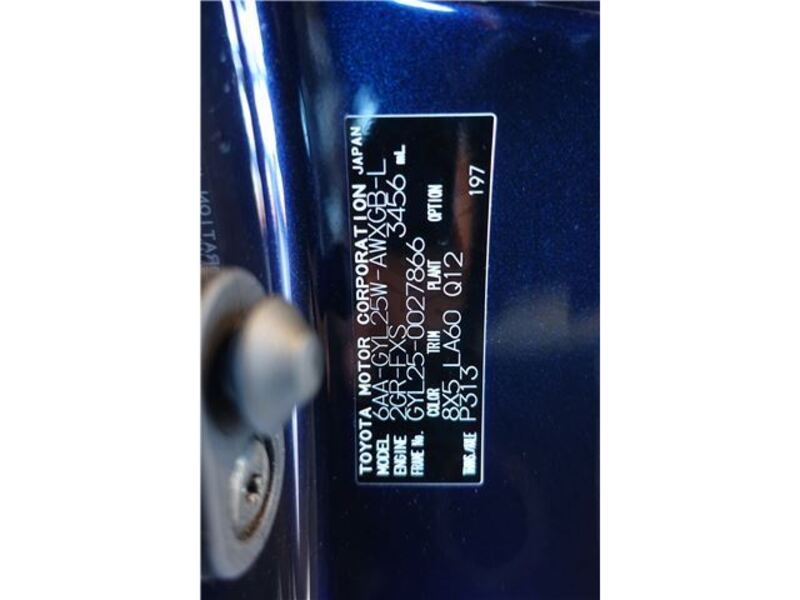 TOYOTA MOTOR CORPORATION JAPAN
MODEL 6AA-GYL25W-AWXGB-L
ENGINE 2GR-FXS 3456 mL
FRAME No. GYL25-0027866
COLOR TRIM PLANT OPTION
8X5 LA60 Q12
TRANS/AXLE P313 197